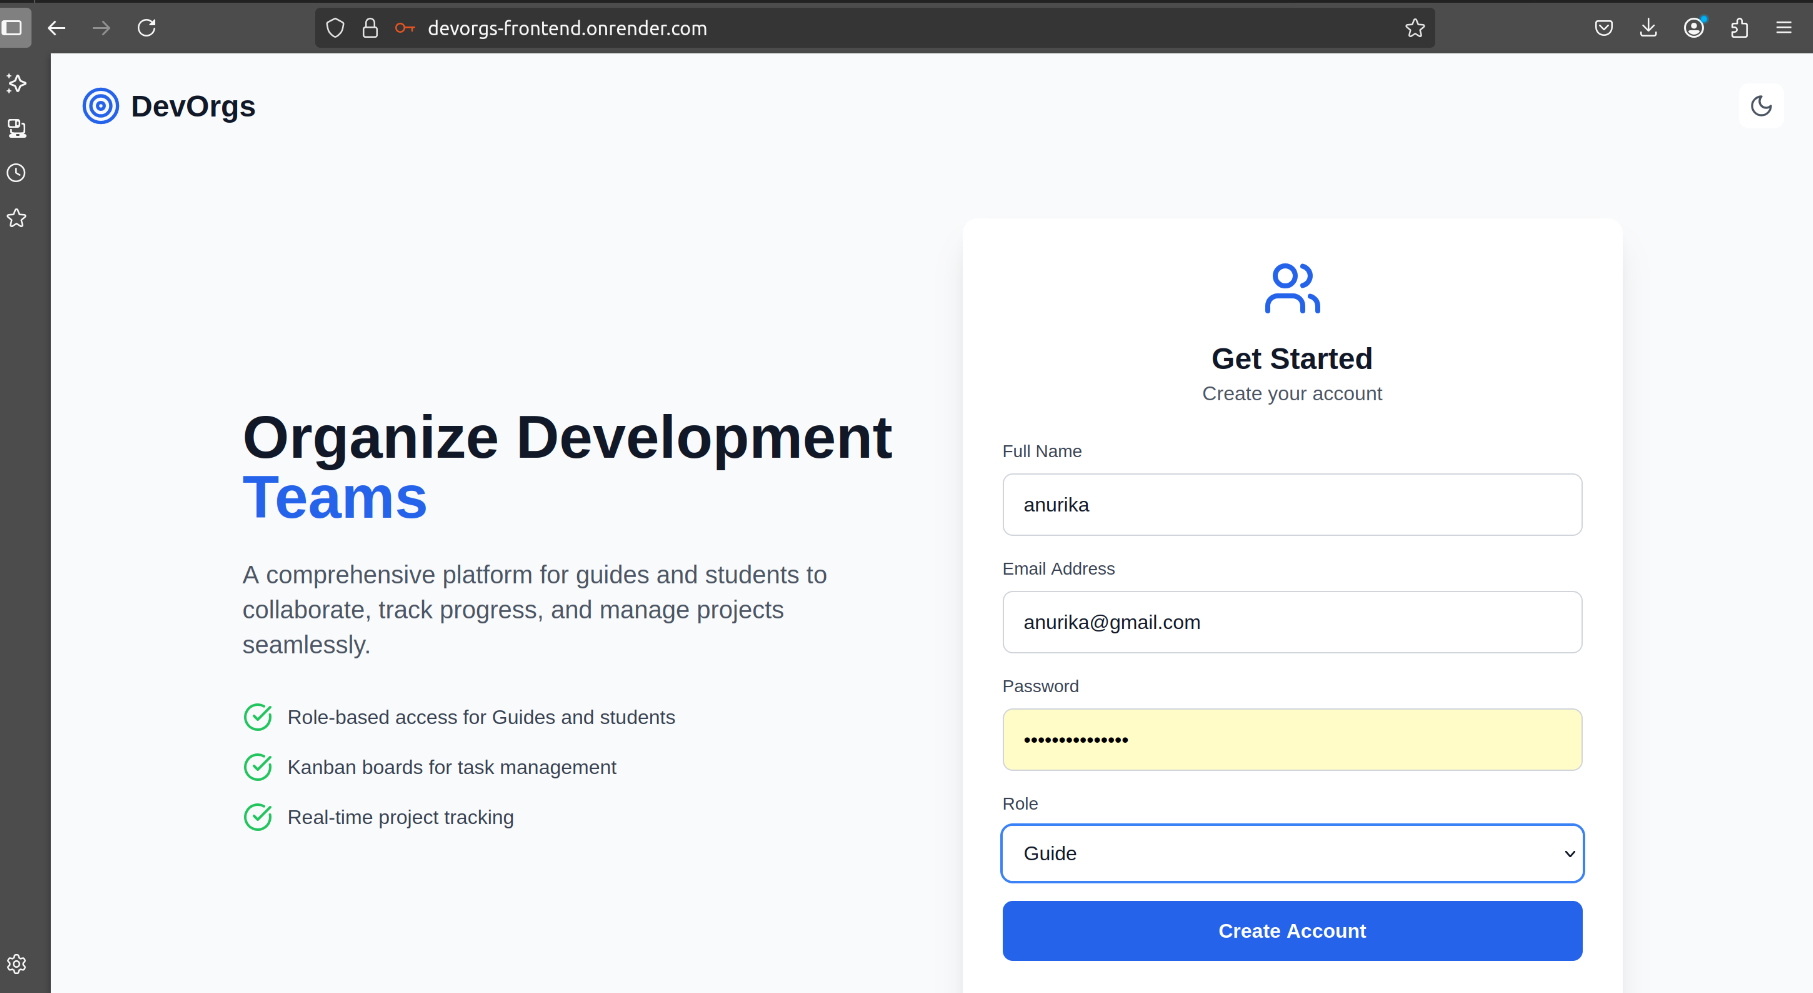 devorgs-frontend.onrender.com
DevOrgs
Organize Development
Teams
A comprehensive platform for guides and students to
collaborate, track progress, and manage projects
seamlessly.
Role-based access for Guides and students
Kanban boards for task management
Real-time project tracking
Get Started
Create your account
Full Name
anurika
Email Address
anurika@gmail.com
Password
•••••••••••••••
Role
Guide
Create Account